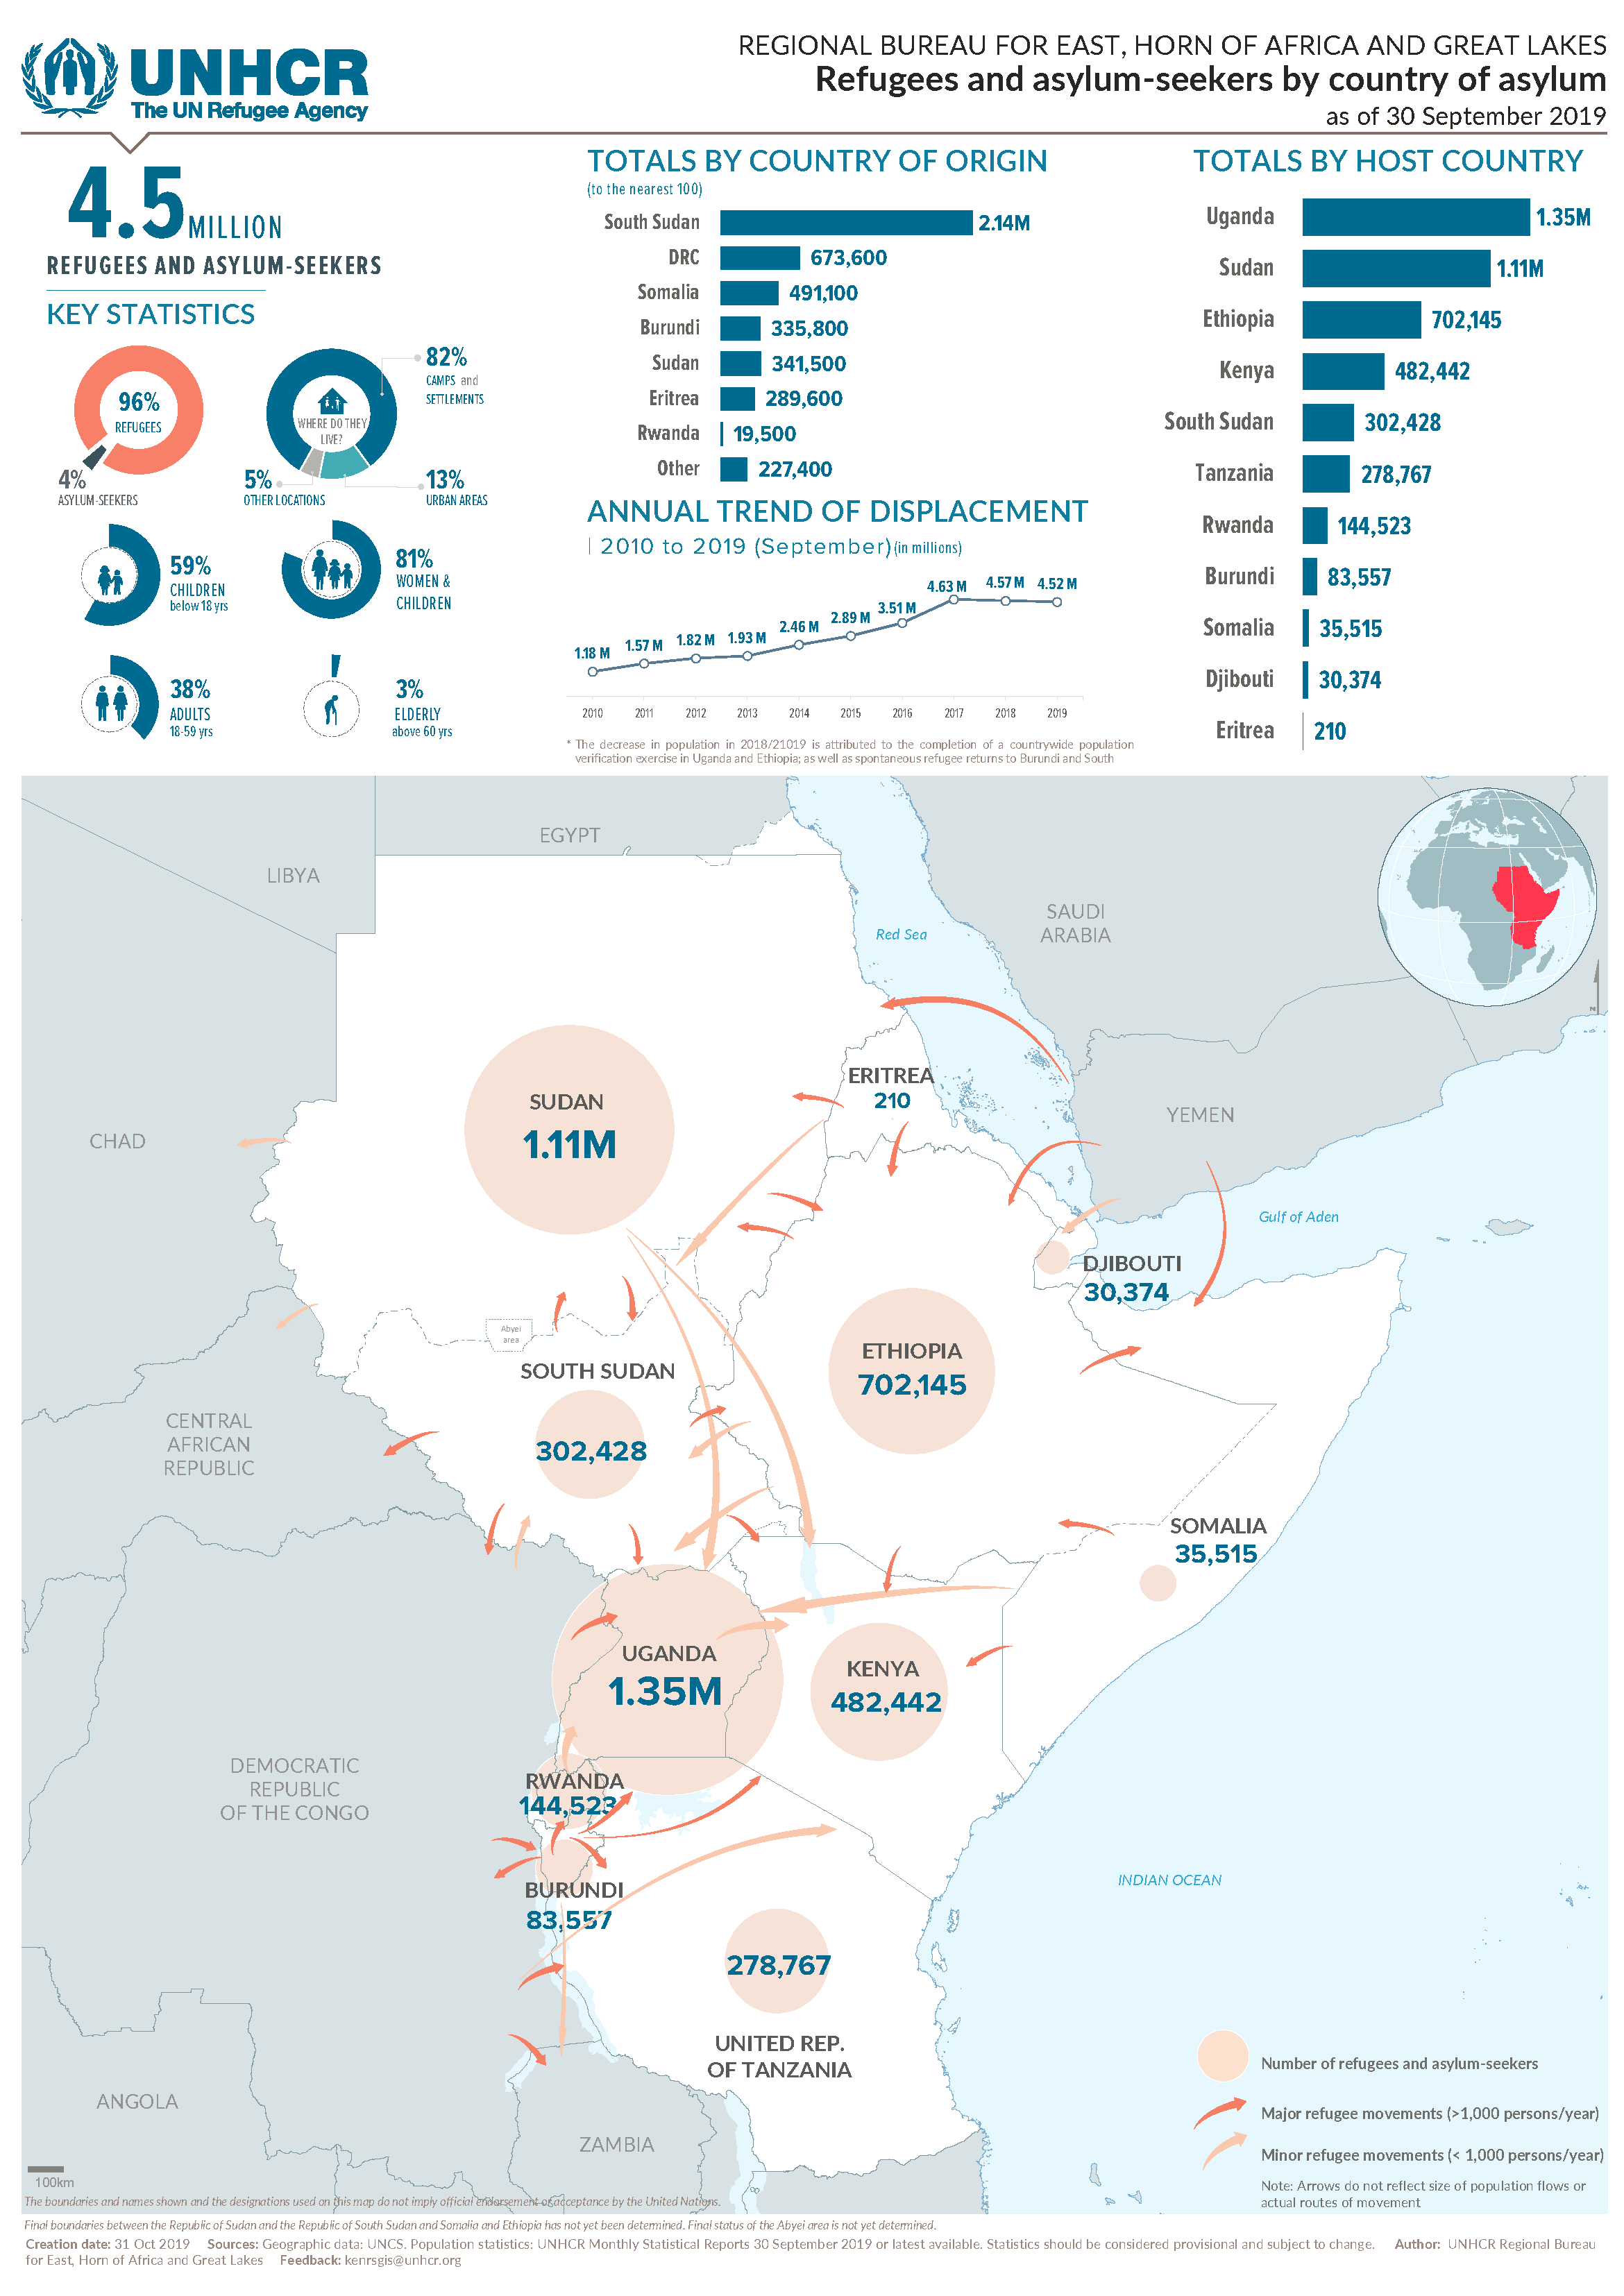 UNHCR
The UN Refugee Agency
REGIONAL BUREAU FOR EAST, HORN OF AFRICA AND GREAT LAKES
Refugees and asylum-seekers by country of asylum
as of 30 September 2019
4.5 MILLION
REFUGEES AND ASYLUM-SEEKERS
KEY STATISTICS
96%
REFUGEES
4%
ASYLUM-SEEKERS
WHERE DO THEY
LIVE?
82%
CAMPS and
SETTLEMENTS
5%
OTHER LOCATIONS
13%
URBAN AREAS
59%
CHILDREN
below 18 yrs
81%
WOMEN &
CHILDREN
38%
ADULTS
18-59 yrs
3%
ELDERLY
above 60 yrs
TOTALS BY COUNTRY OF ORIGIN
(to the nearest 100)
South Sudan 2.14M
DRC 673,600
Somalia 491,100
Burundi 335,800
Sudan 341,500
Eritrea 289,600
Rwanda 19,500
Other 227,400
ANNUAL TREND OF DISPLACEMENT
| 2010 to 2019 (September)(in millions)
1.18 M 1.57 M 1.82 M 1.93 M 2.46 M 2.89 M 3.51 M 4.63 M 4.57 M 4.52 M
2010 2011 2012 2013 2014 2015 2016 2017 2018 2019
* The decrease in population in 2018/21019 is attributed to the completion of a countrywide population
verification exercise in Uganda and Ethiopia; as well as spontaneous refugee returns to Burundi and South
TOTALS BY HOST COUNTRY
Uganda 1.35M
Sudan 1.11M
Ethiopia 702,145
Kenya 482,442
South Sudan 302,428
Tanzania 278,767
Rwanda 144,523
Burundi 83,557
Somalia 35,515
Djibouti 30,374
Eritrea 210
EGYPT
LIBYA
SAUDI
ARABIA
Red Sea
N
ERITREA
210
SUDAN
1.11M
YEMEN
CHAD
Gulf of Aden
DJIBOUTI
30,374
Abyei
area
ETHIOPIA
702,145
SOUTH SUDAN
302,428
CENTRAL
AFRICAN
REPUBLIC
SOMALIA
35,515
UGANDA
1.35M
KENYA
482,442
DEMOCRATIC
REPUBLIC
OF THE CONGO
RWANDA
144,523
BURUNDI
83,557
INDIAN OCEAN
278,767
UNITED REP.
OF TANZANIA
ANGOLA
ZAMBIA
Number of refugees and asylum-seekers
Major refugee movements (>1,000 persons/year)
Minor refugee movements (< 1,000 persons/year)
Note: Arrows do not reflect size of population flows or
actual routes of movement
100km
The boundaries and names shown and the designations used on this map do not imply official endorsement or acceptance by the United Nations.
Final boundaries between the Republic of Sudan and the Republic of South Sudan and Somalia and Ethiopia has not yet been determined. Final status of the Abyei area is not yet determined.
Creation date: 31 Oct 2019 Sources: Geographic data: UNCS. Population statistics: UNHCR Monthly Statistical Reports 30 September 2019 or latest available. Statistics should be considered provisional and subject to change. Author: UNHCR Regional Bureau
for East, Horn of Africa and Great Lakes Feedback: kenrsgis@unhcr.org